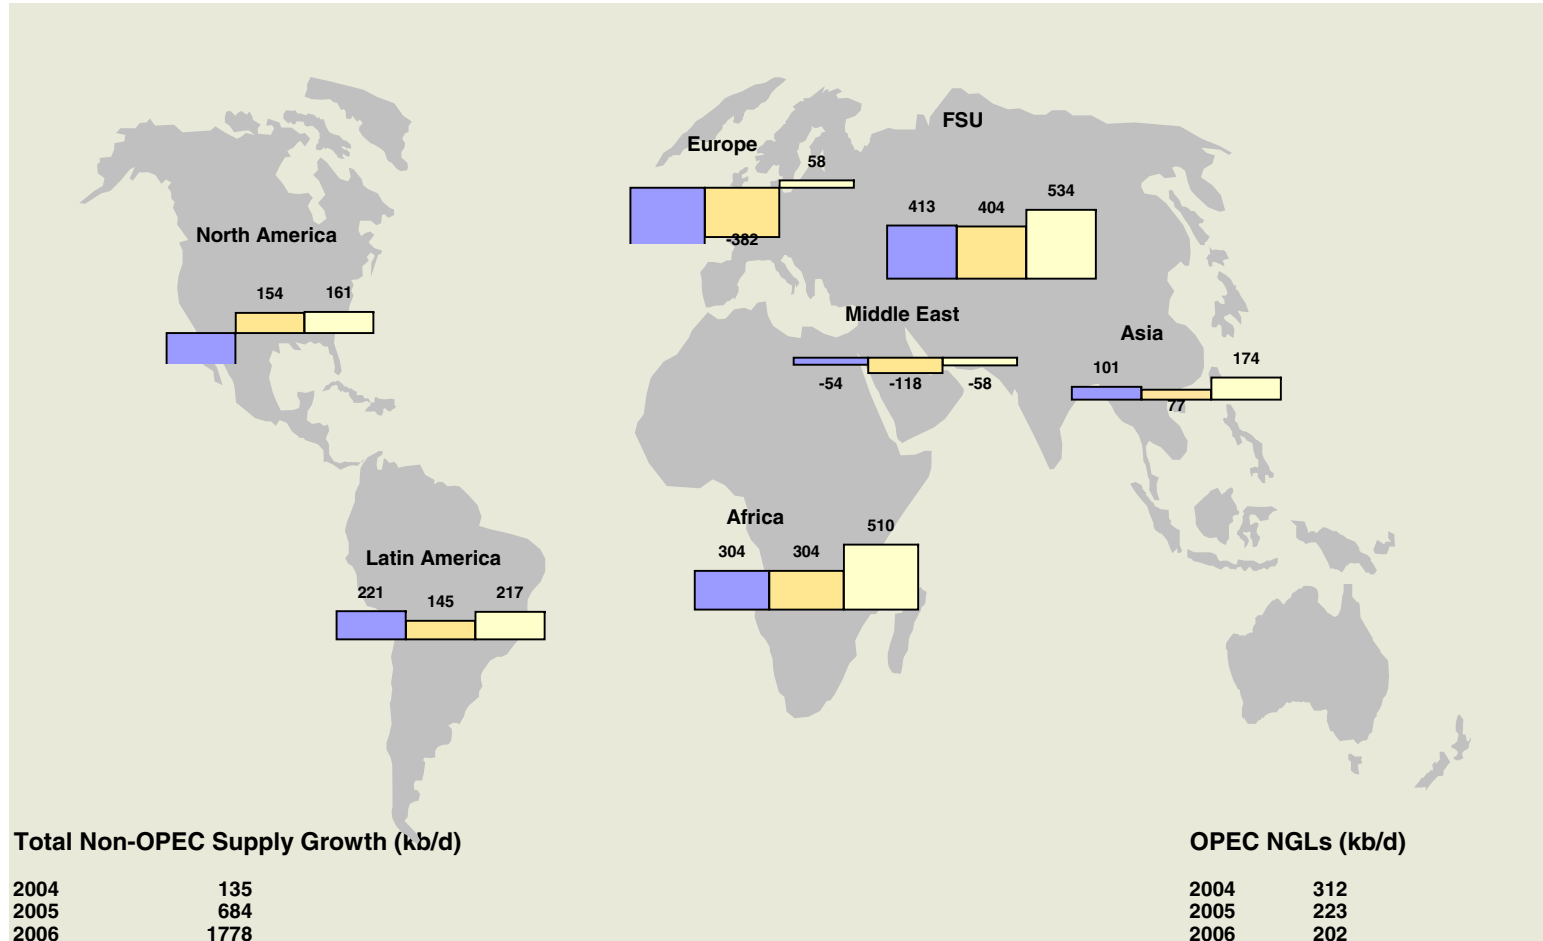 FSU
Europe
58
534
413
404
North America
-382
154
161
Middle East
Asia
174
101
-54
-118
-58
77
Africa
510
304
304
Latin America
221
145
217
Total Non-OPEC Supply Growth (kb/d)
2004 135
2005 684
2006 1778
OPEC NGLs (kb/d)
2004 312
2005 223
2006 202